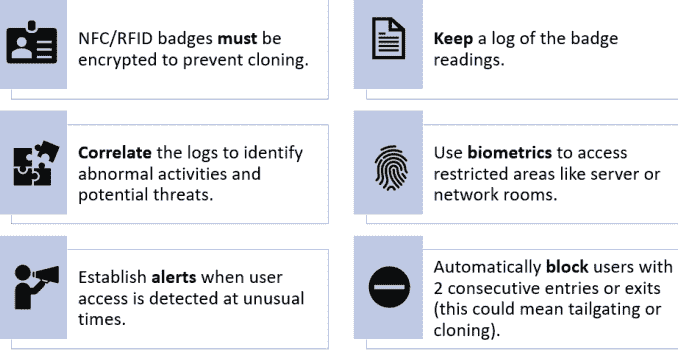 NFC/RFID badges must be
encrypted to prevent cloning.
Keep a log of the badge
readings.
Correlate the logs to identify
abnormal activities and
potential threats.
Use biometrics to access
restricted areas like server or
network rooms.
Establish alerts when user
access is detected at unusual
times.
Automatically block users with
2 consecutive entries or exits
(this could mean tailgating or
cloning).